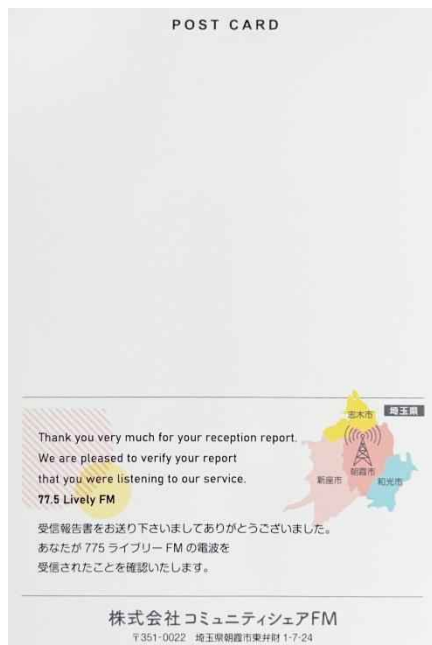 POST CARD
志木市
埼玉県
朝霞市
新座市
和光市
Thank you very much for your reception report.
We are pleased to verify your report
that you were listening to our service.
77.5 Lively FM
受信報告書をお送り下さいましてありがとうございました。
あなたが 775 ライブリー FM の電波を
受信されたことを確認いたします。
株式会社コミュニティシェアFM
〒351-0022 埼玉県朝霞市東弁財 1-7-24